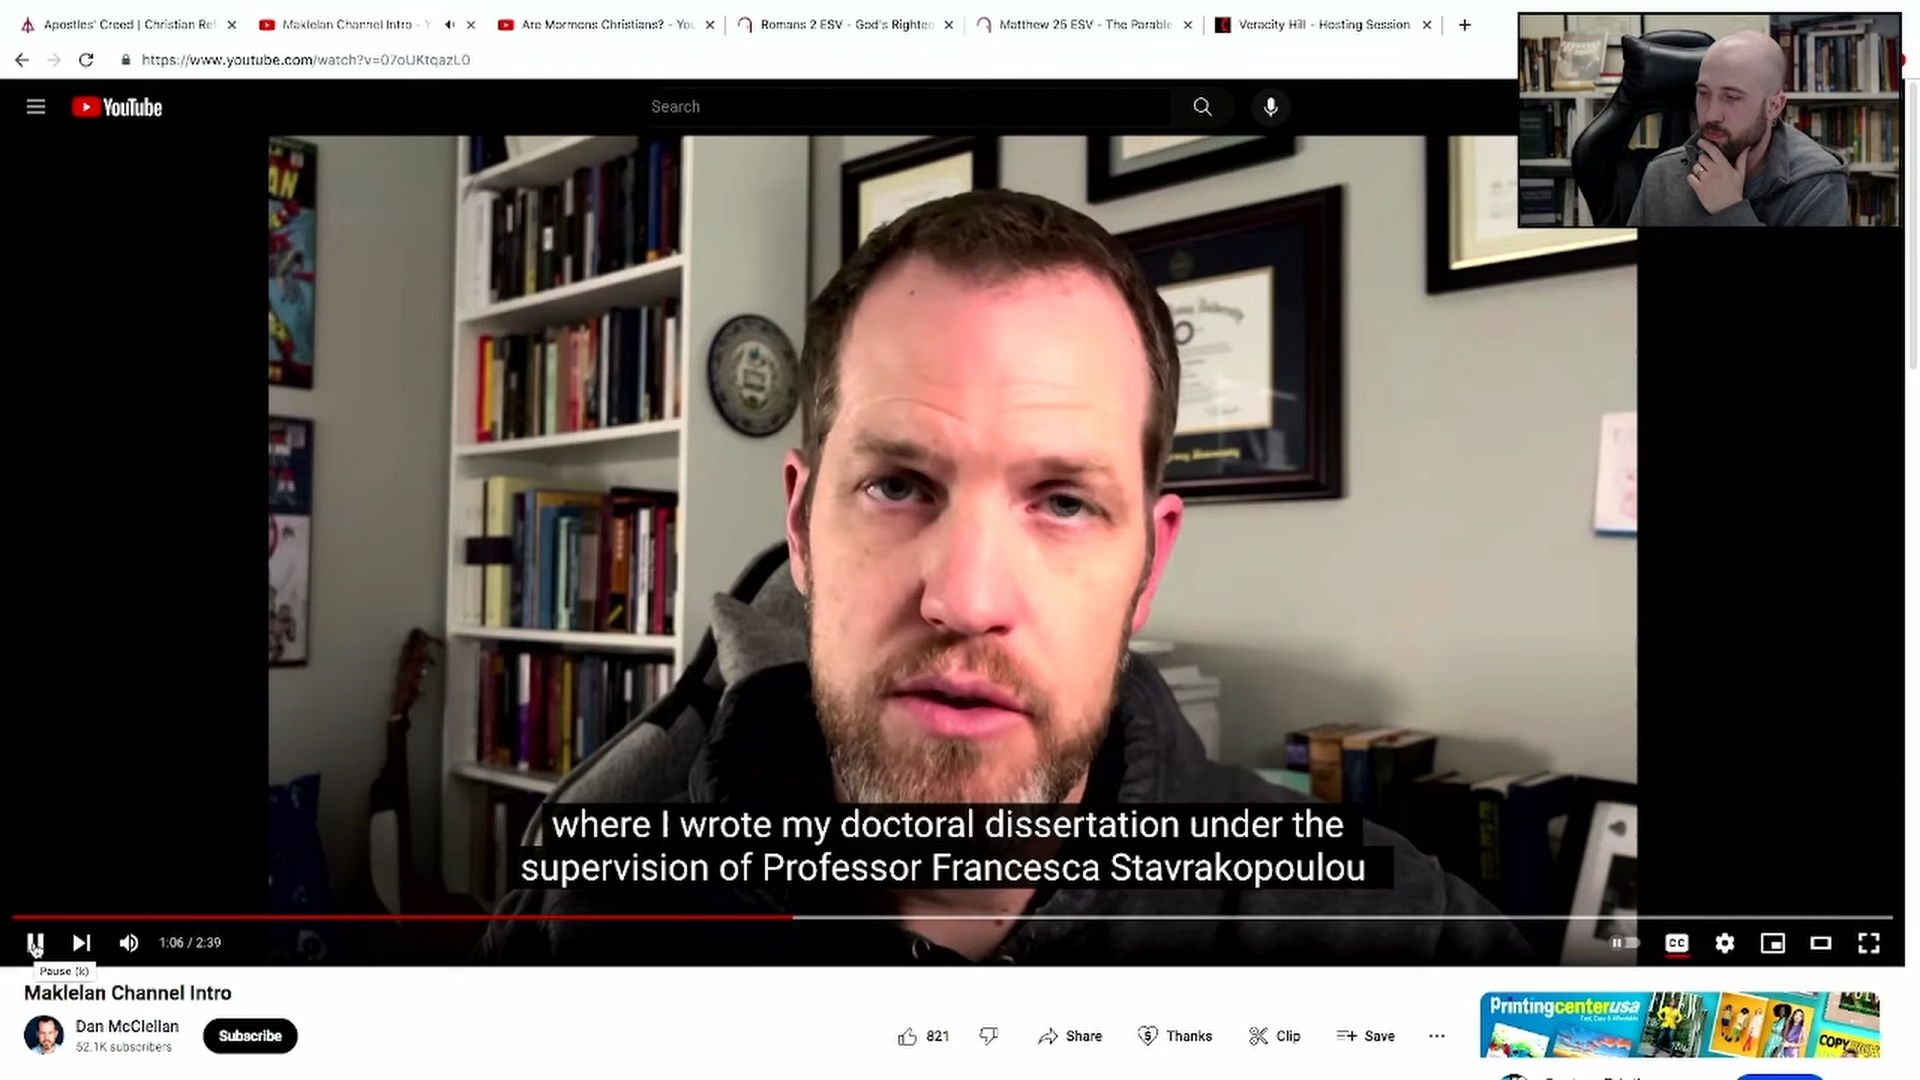 Apostles' Creed | Christian Ref
Maklelan Channel Intro - Y
Are Mormons Christians? - You
Romans 2 ESV - God's Righteo
Matthew 25 ESV - The Parable
Veracity Hill - Hosting Session
https://www.youtube.com/watch?v=07oUKtqazL0
YouTube
Search
where I wrote my doctoral dissertation under the
supervision of Professor Francesca Stavrakopoulou
1:06 / 2:39
CC
Pause (k)
Maklelan Channel Intro
Dan McClellan
52.1K subscribers
Subscribe
821
Share
Thanks
Clip
Save
Printingcenterusa
COPY